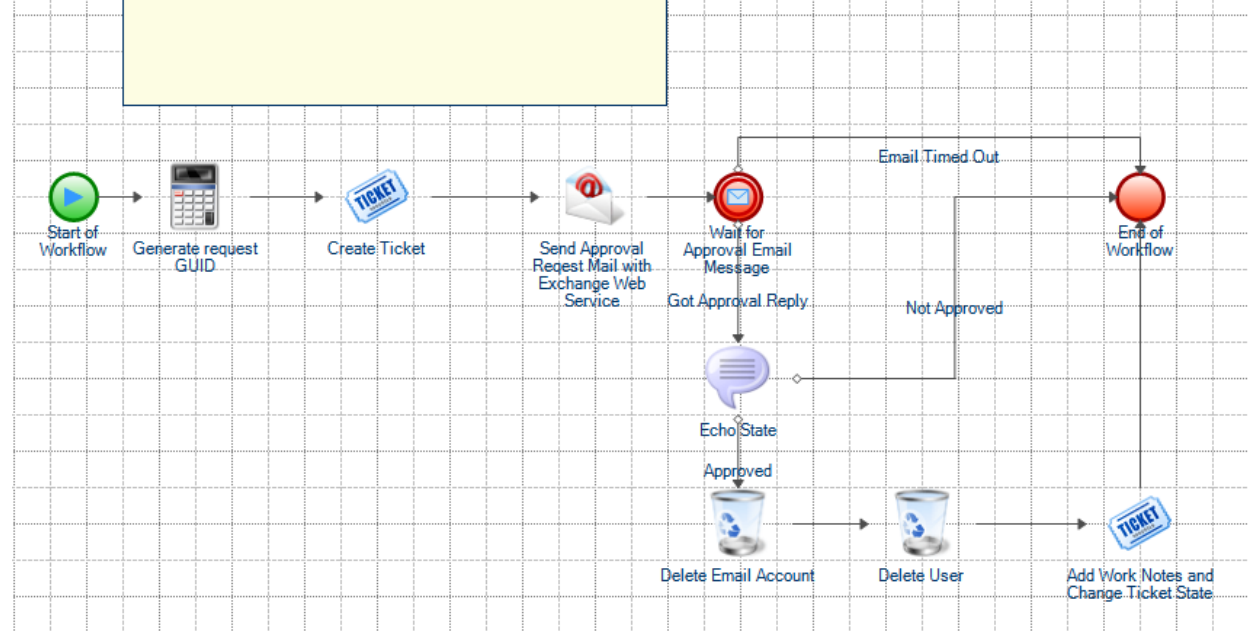 Email Timed Out
TICKET
Start of
Workflow
Generate request
GUID
Create Ticket
Send Approval
Reqest Mail with
Exchange Web
Service
Wait for
Approval Email
Message
End of
Workflow
Got Approval Reply
Not Approved
Echo State
Approved
TICKET
Delete Email Account
Delete User
Add Work Notes and
Change Ticket State